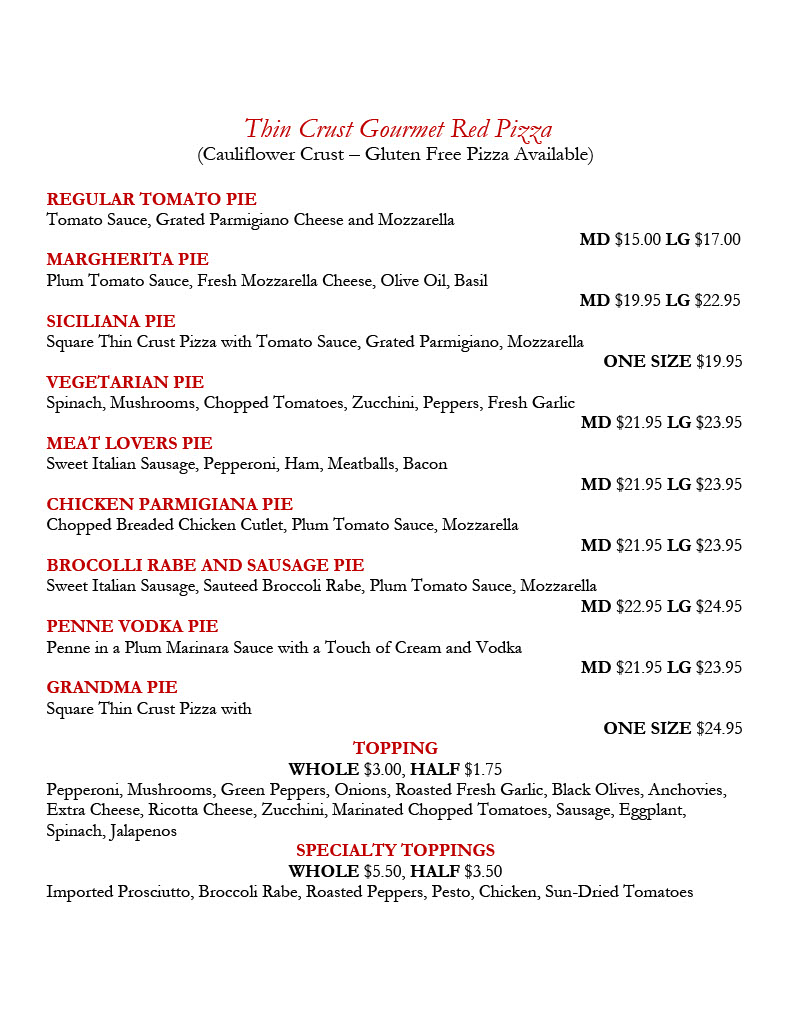 Thin Crust Gourmet Red Pizza
(Cauliflower Crust – Gluten Free Pizza Available)
REGULAR TOMATO PIE
Tomato Sauce, Grated Parmigiano Cheese and Mozzarella
MD $15.00 LG $17.00
MARGHERITA PIE
Plum Tomato Sauce, Fresh Mozzarella Cheese, Olive Oil, Basil
MD $19.95 LG $22.95
SICILIANA PIE
Square Thin Crust Pizza with Tomato Sauce, Grated Parmigiano, Mozzarella
ONE SIZE $19.95
VEGETARIAN PIE
Spinach, Mushrooms, Chopped Tomatoes, Zucchini, Peppers, Fresh Garlic
MD $21.95 LG $23.95
MEAT LOVERS PIE
Sweet Italian Sausage, Pepperoni, Ham, Meatballs, Bacon
MD $21.95 LG $23.95
CHICKEN PARMIGIANA PIE
Chopped Breaded Chicken Cutlet, Plum Tomato Sauce, Mozzarella
MD $21.95 LG $23.95
BROCOLLI RABE AND SAUSAGE PIE
Sweet Italian Sausage, Sauteed Broccoli Rabe, Plum Tomato Sauce, Mozzarella
MD $22.95 LG $24.95
PENNE VODKA PIE
Penne in a Plum Marinara Sauce with a Touch of Cream and Vodka
MD $21.95 LG $23.95
GRANDMA PIE
Square Thin Crust Pizza with
ONE SIZE $24.95
TOPPING
WHOLE $3.00, HALF $1.75
Pepperoni, Mushrooms, Green Peppers, Onions, Roasted Fresh Garlic, Black Olives, Anchovies,
Extra Cheese, Ricotta Cheese, Zucchini, Marinated Chopped Tomatoes, Sausage, Eggplant,
Spinach, Jalapenos
SPECIALTY TOPPINGS
WHOLE $5.50, HALF $3.50
Imported Prosciutto, Broccoli Rabe, Roasted Peppers, Pesto, Chicken, Sun-Dried Tomatoes